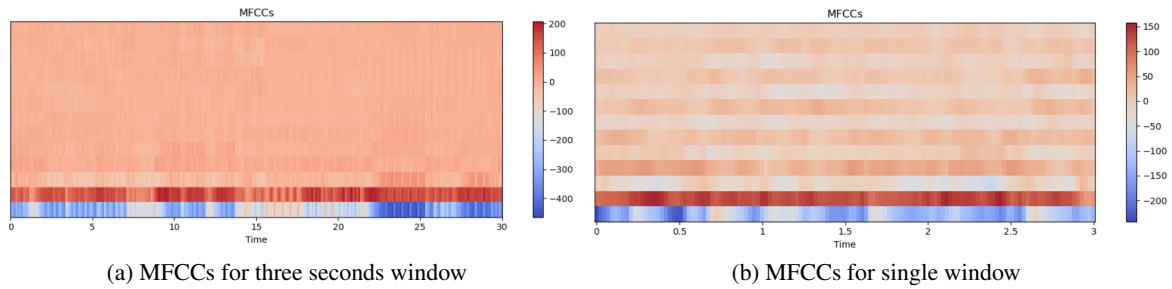 MFCCs
200
100
0
−100
−200
−300
−400
0 5 10 15 20 25 30
Time
(a) MFCCs for three seconds window
MFCCs
150
100
50
0
−50
−100
−150
−200
0 0.5 1 1.5 2 2.5 3
Time
(b) MFCCs for single window